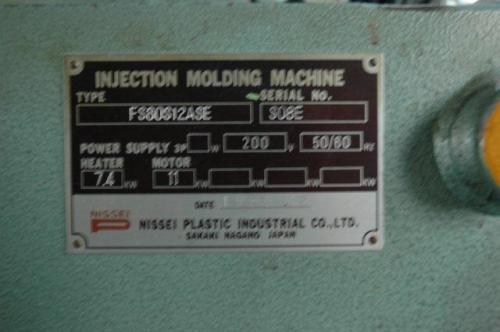 INJECTION MOLDING MACHINE
TYPE SERIAL No.
FS80S12ASE S08E
POWER SUPPLY 3P W 200 V 50/60 Hz
HEATER MOTOR
7.4 KW 11 KW KW KW KW
DATE
NISSEI
NISSEI PLASTIC INDUSTRIAL CO.,LTD.
SAKAKI NAGANO JAPAN